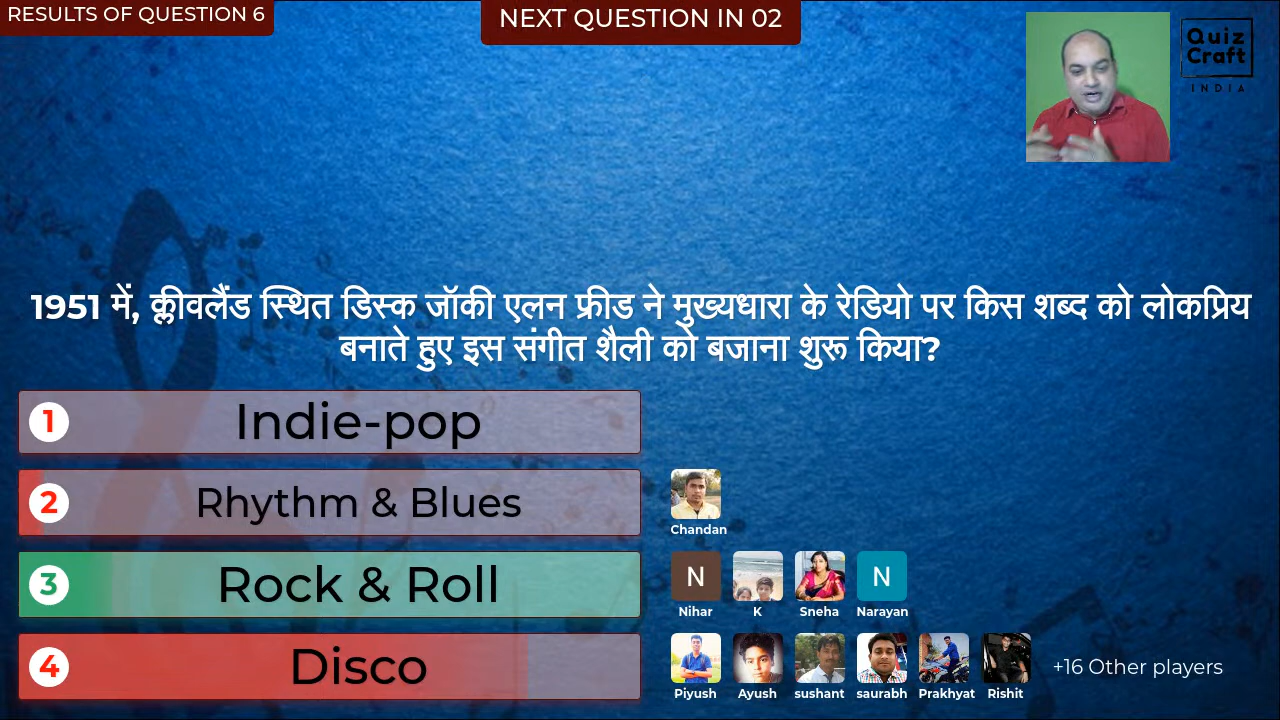 RESULTS OF QUESTION 6
NEXT QUESTION IN 02
Quiz
Craft
INDIA
1951 में, क्लीवलैंड स्थित डिस्क जॉकी एलन फ्रीड ने मुख्यधारा के रेडियो पर किस शब्द को लोकप्रिय
बनाते हुए इस संगीत शैली को बजाना शुरू किया?
1 Indie-pop
2 Rhythm & Blues
Chandan
3 Rock & Roll
N N
Nihar K Sneha Narayan
4 Disco
+16 Other players
Piyush Ayush sushant saurabh Prakhyat Rishit